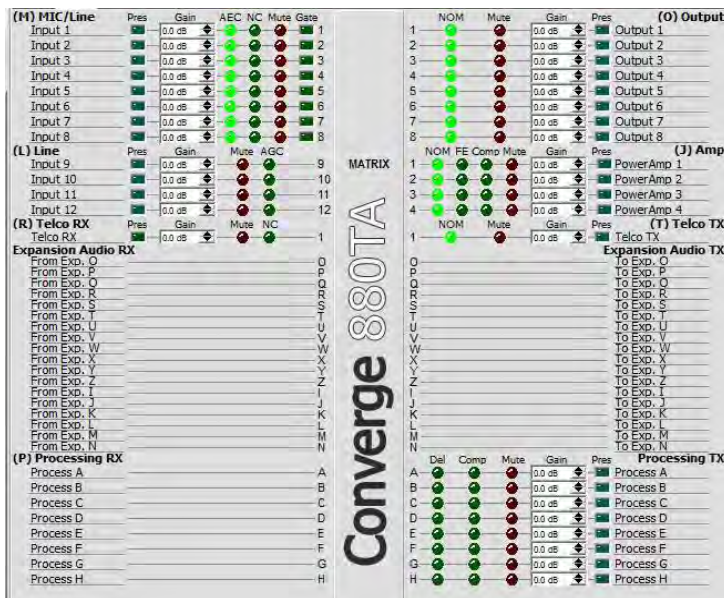 (M) MIC/Line Pres Gain AEC NC Mute Gate
Input 1 0.0 dB 1
Input 2 0.0 dB 2
Input 3 0.0 dB 3
Input 4 0.0 dB 4
Input 5 0.0 dB 5
Input 6 0.0 dB 6
Input 7 0.0 dB 7
Input 8 0.0 dB 8
(L) Line Pres Gain Mute AGC
Input 9 0.0 dB 9
Input 10 0.0 dB 10
Input 11 0.0 dB 11
Input 12 0.0 dB 12
(R) Telco RX Pres Gain Mute NC
Telco RX 0.0 dB 1
Expansion Audio RX
From Exp. O O
From Exp. P P
From Exp. Q Q
From Exp. R R
From Exp. S S
From Exp. T T
From Exp. U U
From Exp. V V
From Exp. W W
From Exp. X X
From Exp. Y Y
From Exp. Z Z
From Exp. I I
From Exp. J J
From Exp. K K
From Exp. L L
From Exp. M M
From Exp. N N
(P) Processing RX
Process A A
Process B B
Process C C
Process D D
Process E E
Process F F
Process G G
Process H H
MATRIX
Converge 880TA
NOM Mute Gain Pres (O) Output
1 0.0 dB Output 1
2 0.0 dB Output 2
3 0.0 dB Output 3
4 0.0 dB Output 4
5 0.0 dB Output 5
6 0.0 dB Output 6
7 0.0 dB Output 7
8 0.0 dB Output 8
NOM FE Comp Mute Gain Pres (J) Amp
1 0.0 dB PowerAmp 1
2 0.0 dB PowerAmp 2
3 0.0 dB PowerAmp 3
4 0.0 dB PowerAmp 4
NOM Mute Gain Pres (T) Telco TX
1 0.0 dB Telco TX
Expansion Audio TX
O To Exp. O
P To Exp. P
Q To Exp. Q
R To Exp. R
S To Exp. S
T To Exp. T
U To Exp. U
V To Exp. V
W To Exp. W
X To Exp. X
Y To Exp. Y
Z To Exp. Z
I To Exp. I
J To Exp. J
K To Exp. K
L To Exp. L
M To Exp. M
N To Exp. N
Del Comp Mute Gain Pres Processing TX
A 0.0 dB Process A
B 0.0 dB Process B
C 0.0 dB Process C
D 0.0 dB Process D
E 0.0 dB Process E
F 0.0 dB Process F
G 0.0 dB Process G
H 0.0 dB Process H